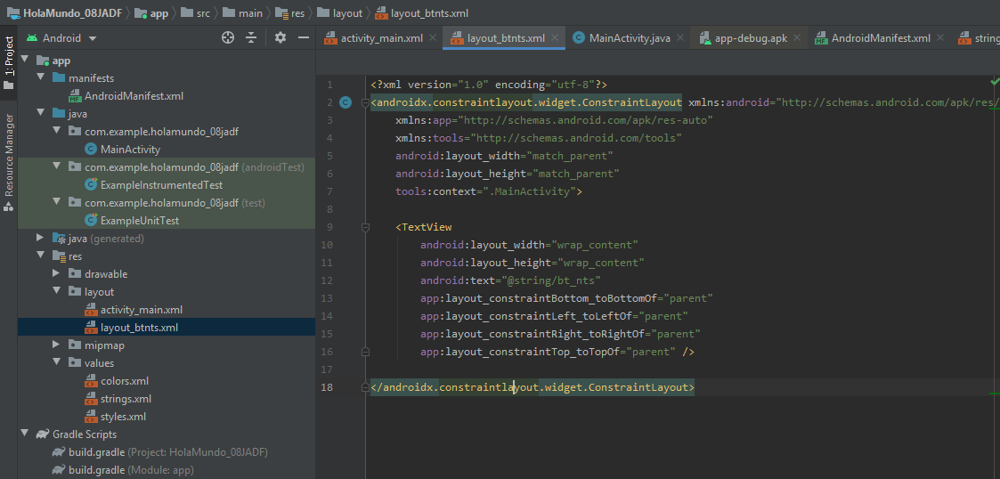 HolaMundo_08JADF app src main res layout layout_btnts.xml
1: Project
Resource Manager
Android
app
manifests
AndroidManifest.xml
java
com.example.holamundo_08jadf
MainActivity
com.example.holamundo_08jadf (androidTest)
ExampleInstrumentedTest
com.example.holamundo_08jadf (test)
ExampleUnitTest
java (generated)
res
drawable
layout
activity_main.xml
layout_btnts.xml
mipmap
values
colors.xml
strings.xml
styles.xml
Gradle Scripts
build.gradle (Project: HolaMundo_08JADF)
build.gradle (Module: app)
activity_main.xml layout_btnts.xml MainActivity.java app-debug.apk AndroidManifest.xml strings
1 <?xml version="1.0" encoding="utf-8"?>
2 <androidx.constraintlayout.widget.ConstraintLayout xmlns:android="http://schemas.android.com/apk/res/
3 xmlns:app="http://schemas.android.com/apk/res-auto"
4 xmlns:tools="http://schemas.android.com/tools"
5 android:layout_width="match_parent"
6 android:layout_height="match_parent"
7 tools:context=".MainActivity">
8
9 <TextView
10 android:layout_width="wrap_content"
11 android:layout_height="wrap_content"
12 android:text="@string/bt_nts"
13 app:layout_constraintBottom_toBottomOf="parent"
14 app:layout_constraintLeft_toLeftOf="parent"
15 app:layout_constraintRight_toRightOf="parent"
16 app:layout_constraintTop_toTopOf="parent" />
17
18 </androidx.constraintlayout.widget.ConstraintLayout>